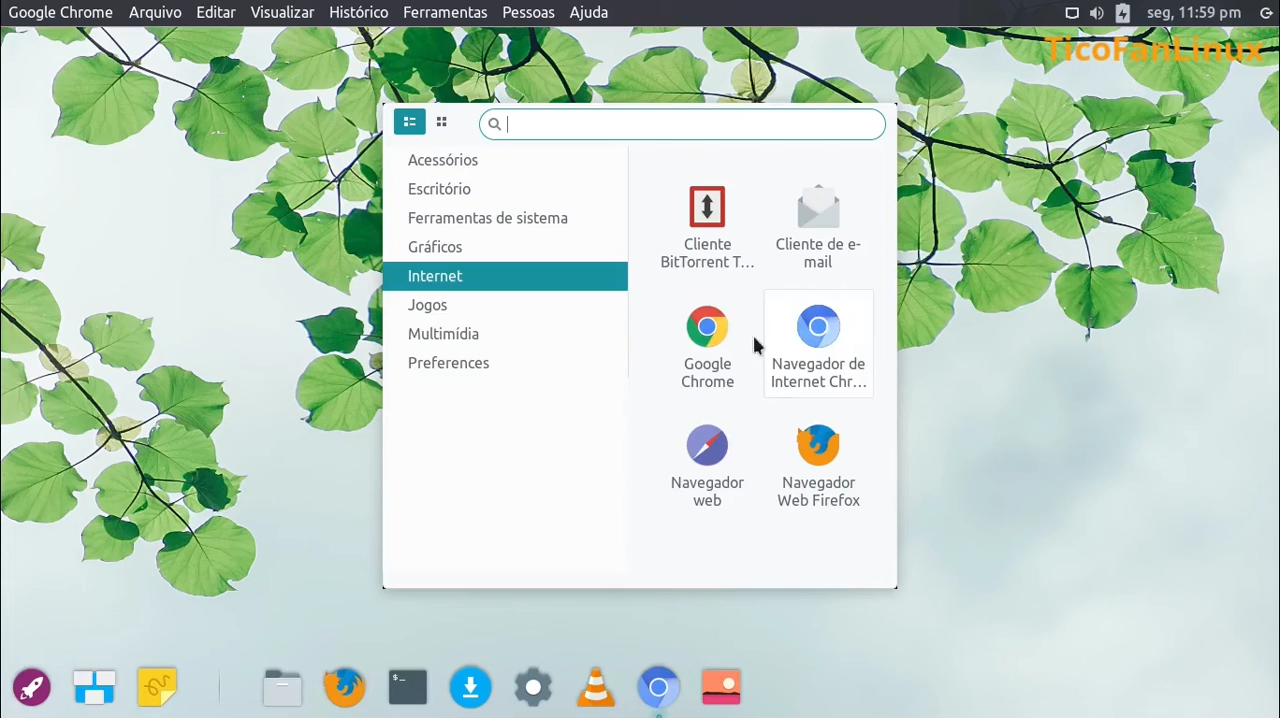 Google Chrome Arquivo Editar Visualizar Histórico Ferramentas Pessoas Ajuda seg, 11:59 pm
TicoFanLinux
Acessórios
Escritório
Ferramentas de sistema
Gráficos
Internet
Jogos
Multimídia
Preferences
Cliente
BitTorrent T...
Cliente de e-
mail
Google
Chrome
Navegador de
Internet Chr...
Navegador
web
Navegador
Web Firefox